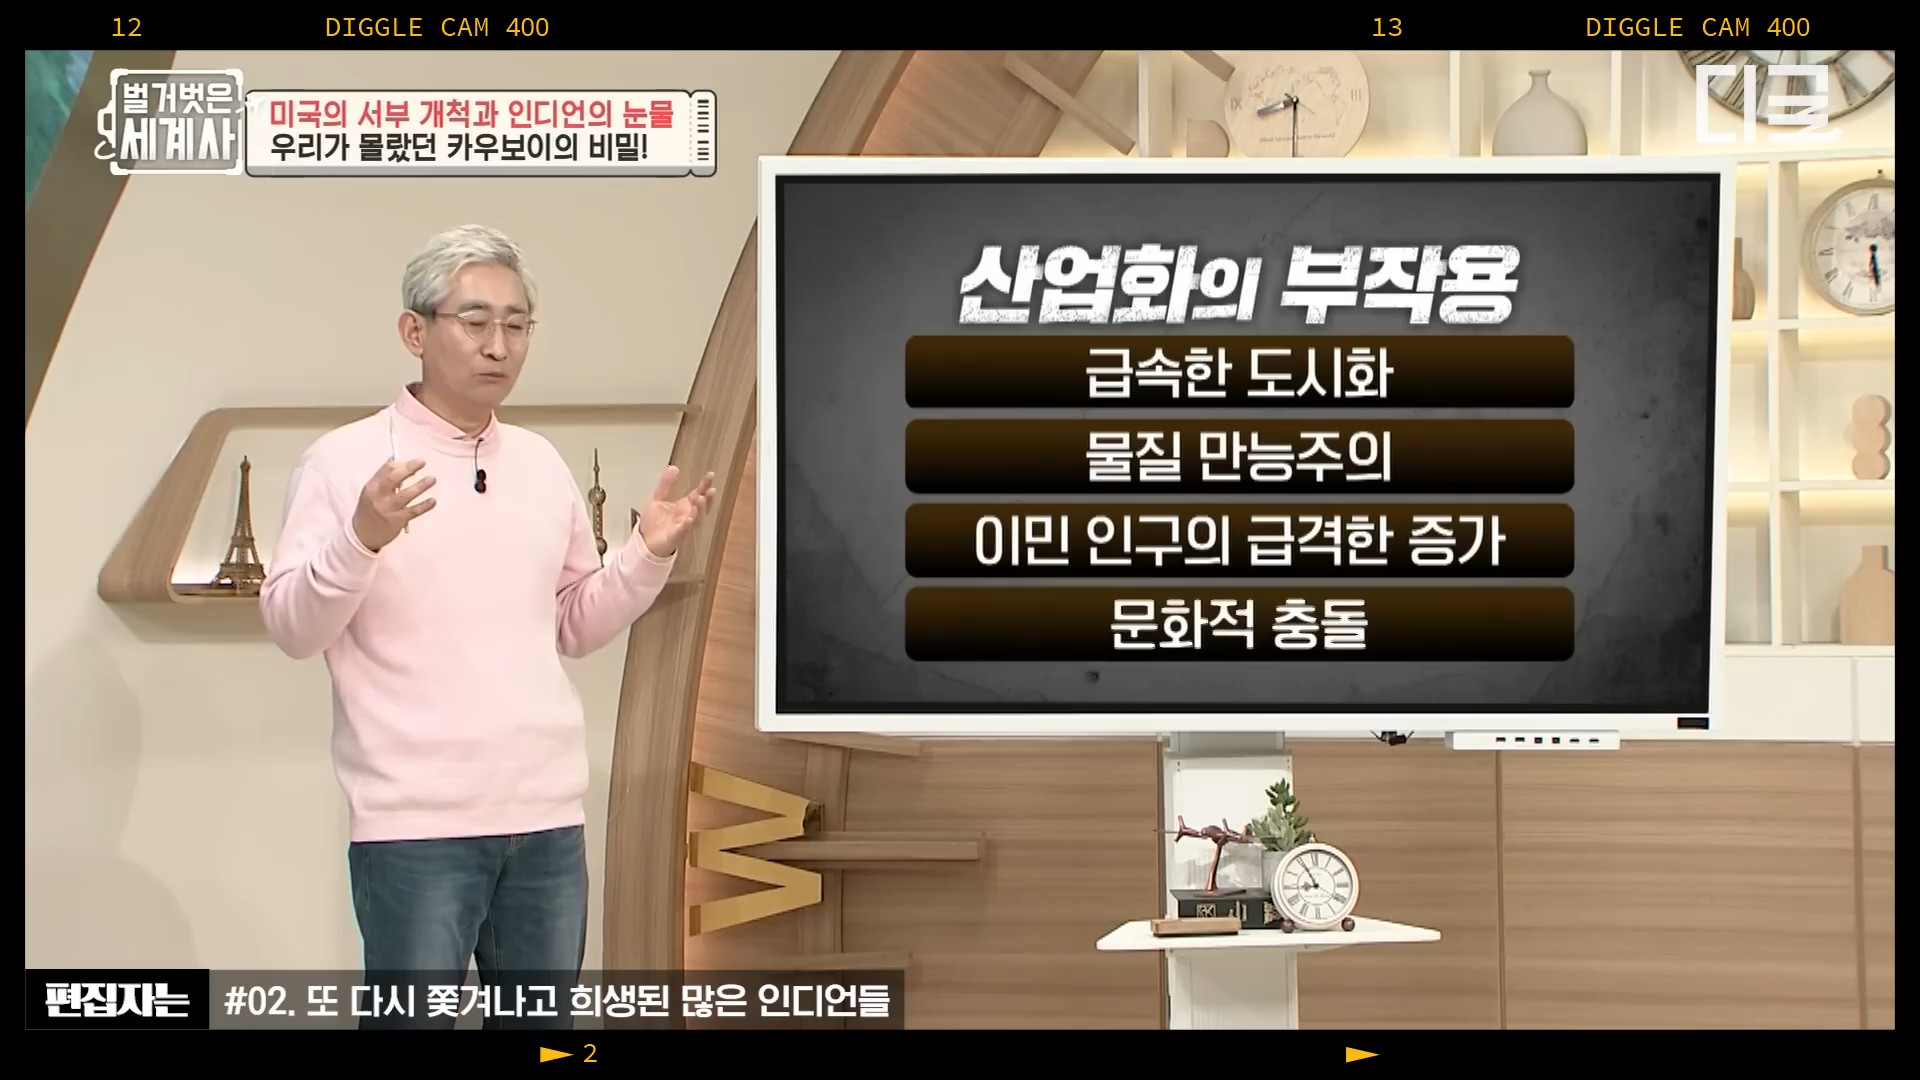 12 DIGGLE CAM 400 13 DIGGLE CAM 400
벌거벗은
세계사
미국의 서부 개척과 인디언의 눈물
우리가 몰랐던 카우보이의 비밀!
디글
산업화의 부작용
급속한 도시화
물질 만능주의
이민 인구의 급격한 증가
문화적 충돌
편집자는
#02. 또 다시 쫓겨나고 희생된 많은 인디언들
2